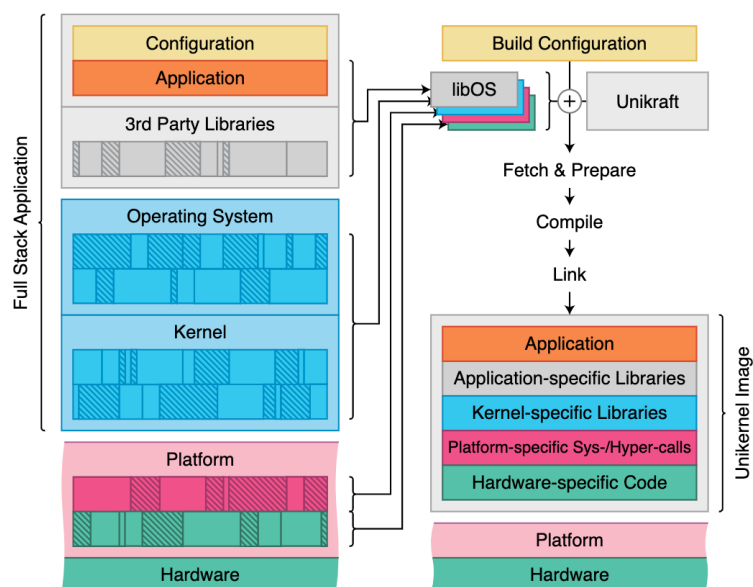 Full Stack Application
Configuration
Application
3rd Party Libraries
Operating System
Kernel
Platform
Hardware
Build Configuration
libOS
+
Unikraft
Fetch & Prepare
Compile
Link
Application
Application-specific Libraries
Kernel-specific Libraries
Platform-specific Sys-/Hyper-calls
Hardware-specific Code
Unikernel Image
Platform
Hardware